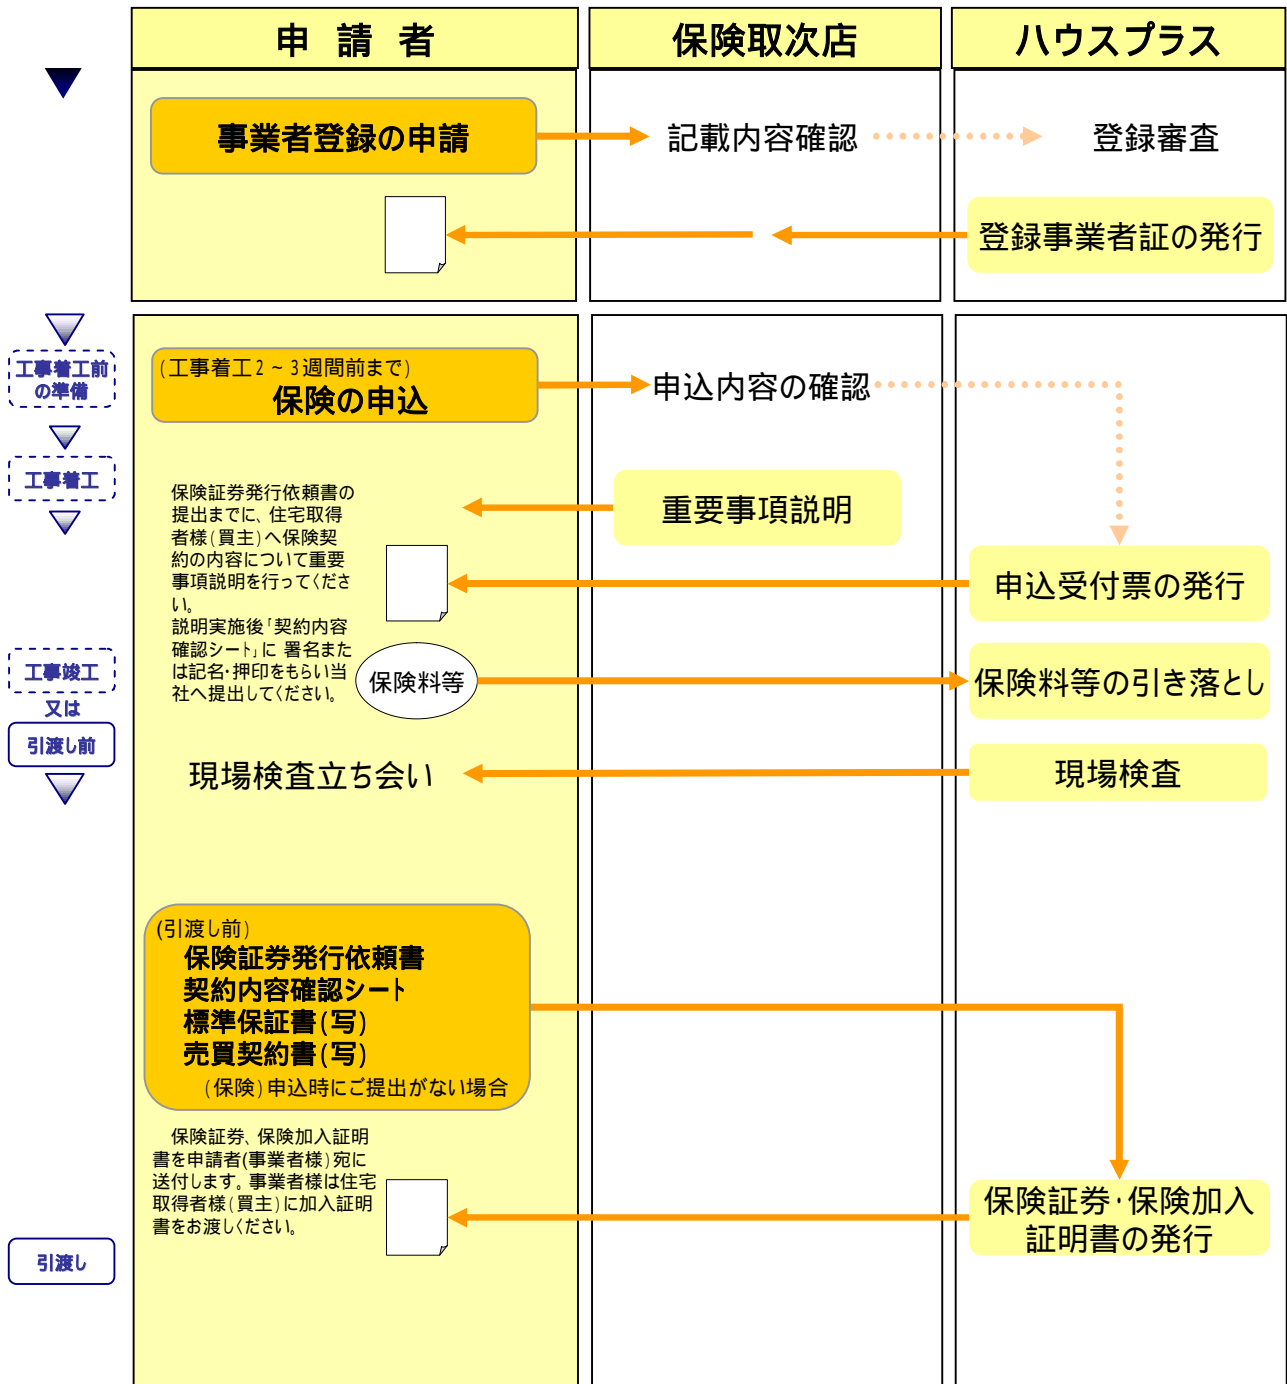 申 請 者
保険取次店
ハウスプラス
事業者登録の申請
記載内容確認
登録審査
登録事業者証の発行
工事着工前
の準備
(工事着工2~3週間前まで)
保険の申込
申込内容の確認
工事着工
保険証券発行依頼書の
提出までに、住宅取得
者様(買主)へ保険契
約の内容について重要
事項説明を行ってくださ
い。
説明実施後「契約内容
確認シート」に 署名また
は記名・押印をもらい当
社へ提出してください。
重要事項説明
申込受付票の発行
工事竣工
又は
引渡し前
保険料等
保険料等の引き落とし
現場検査立ち会い
現場検査
(引渡し前)
保険証券発行依頼書
契約内容確認シート
標準保証書(写)
売買契約書(写)
(保険)申込時にご提出がない場合
保険証券、保険加入証明
書を申請者(事業者様)宛に
送付します。事業者様は住宅
取得者様(買主)に加入証明
書をお渡しください。
保険証券・保険加入
証明書の発行
引渡し